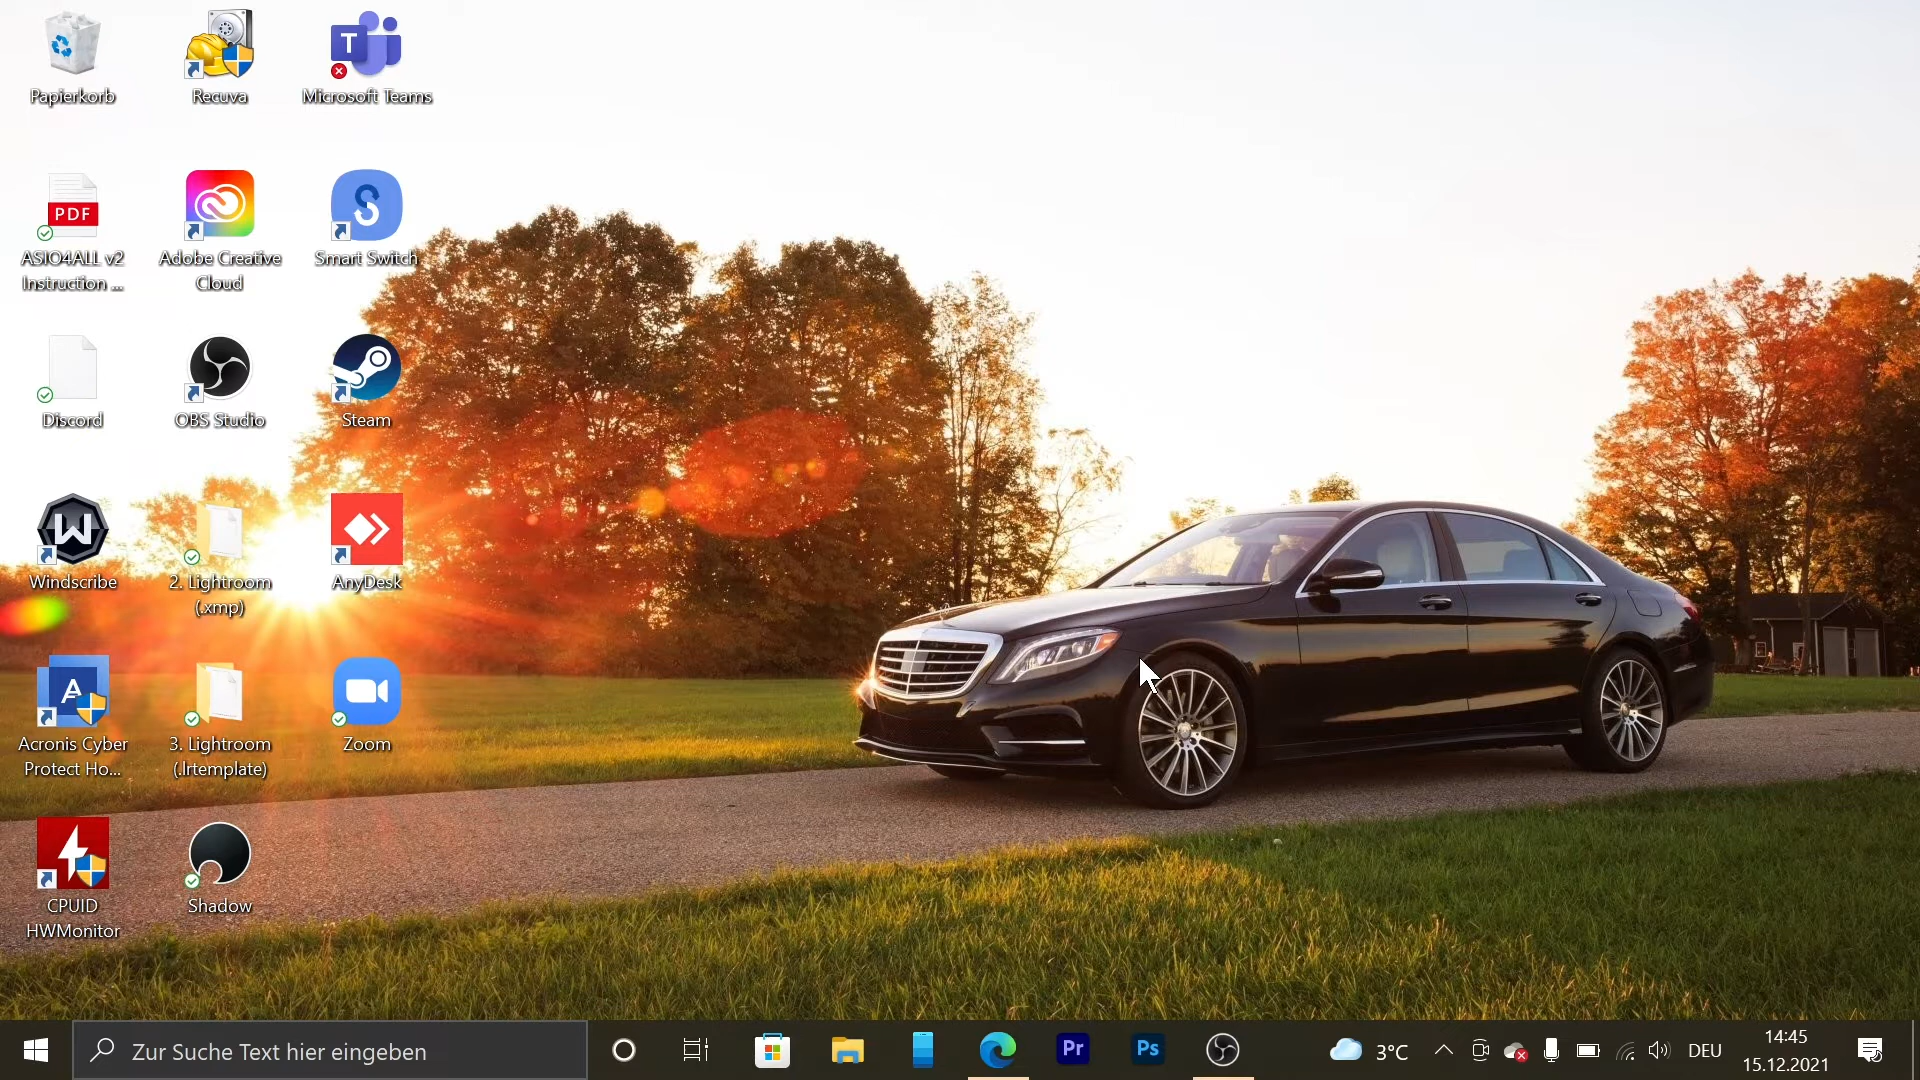 Papierkorb
Recuva
T
Microsoft Teams
PDF
ASIO4ALL v2
Instruction ...
Adobe Creative
Cloud
S
Smart Switch
Discord
OBS Studio
Steam
W
Windscribe
2. Lightroom
(.xmp)
AnyDesk
A
Acronis Cyber
Protect Ho...
3. Lightroom
(.lrtemplate)
Zoom
CPUID
HWMonitor
Shadow
Zur Suche Text hier eingeben
Pr
Ps
3°C
DEU
14:45
15.12.2021